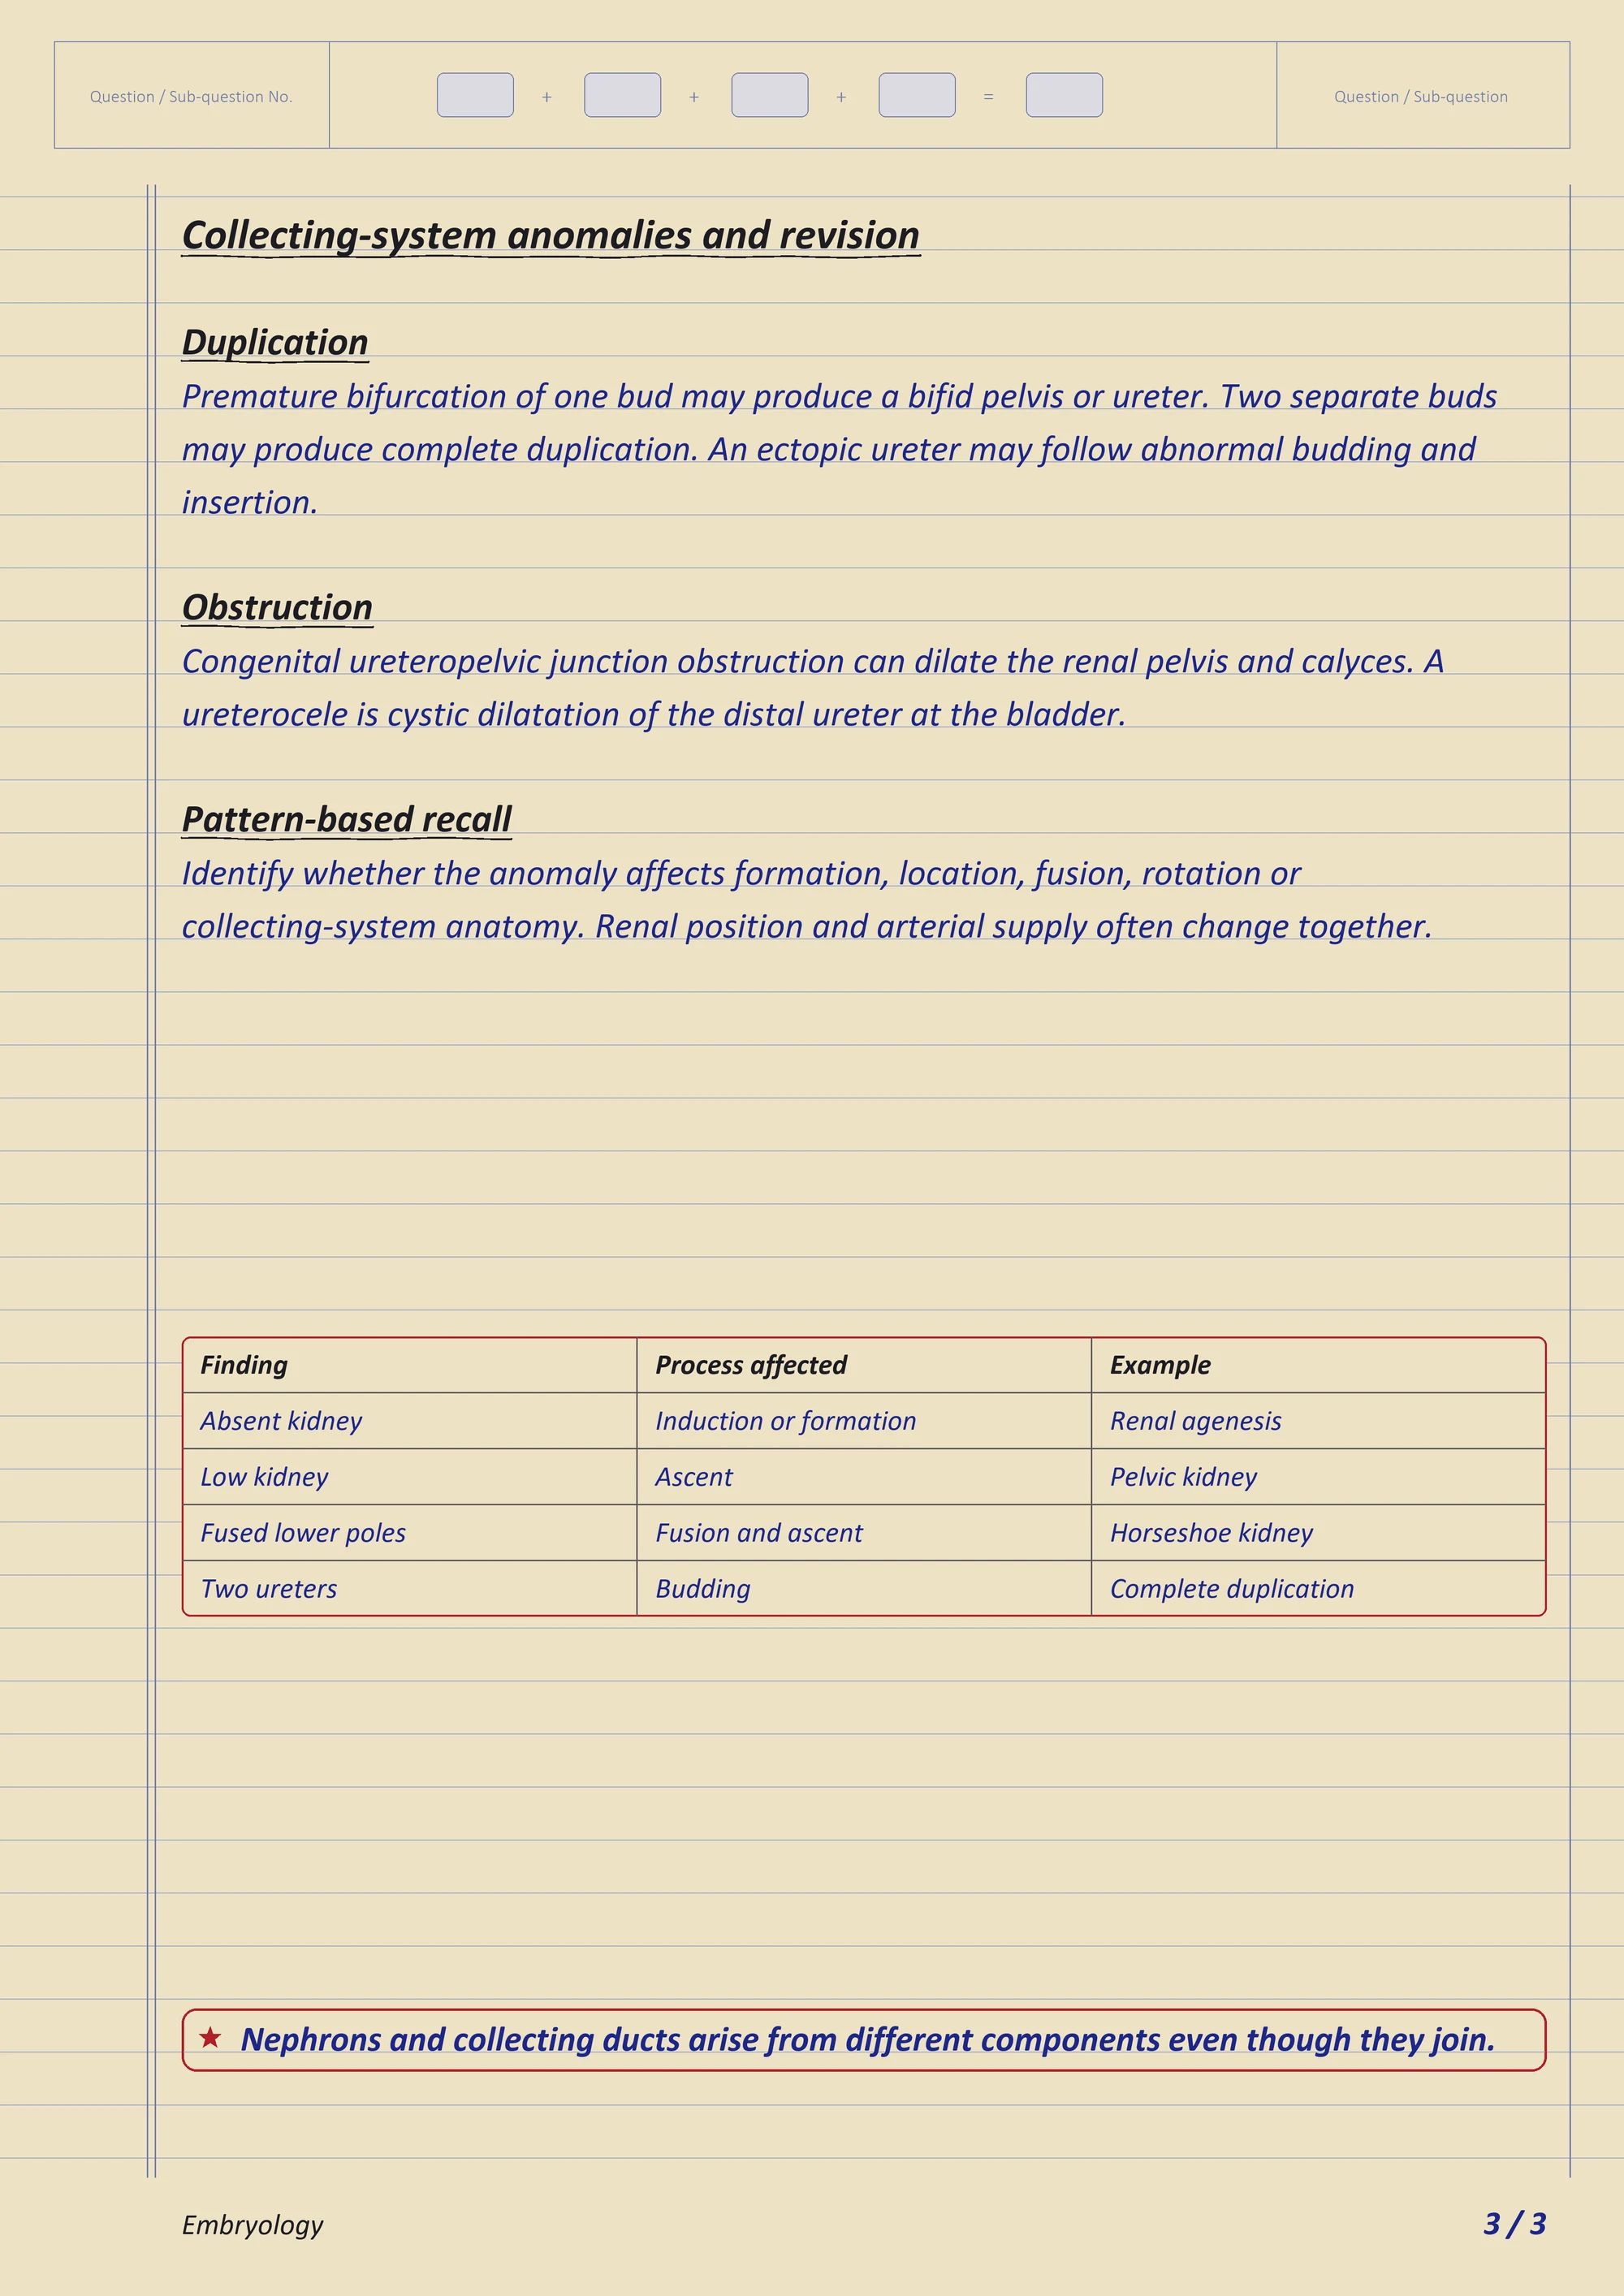 Question / Sub-question No.
+ + + =
Question / Sub-question
Collecting-system anomalies and revision
Duplication
Premature bifurcation of one bud may produce a bifid pelvis or ureter. Two separate buds
may produce complete duplication. An ectopic ureter may follow abnormal budding and
insertion.
Obstruction
Congenital ureteropelvic junction obstruction can dilate the renal pelvis and calyces. A
ureterocele is cystic dilatation of the distal ureter at the bladder.
Pattern-based recall
Identify whether the anomaly affects formation, location, fusion, rotation or
collecting-system anatomy. Renal position and arterial supply often change together.
Finding Process affected Example
Absent kidney Induction or formation Renal agenesis
Low kidney Ascent Pelvic kidney
Fused lower poles Fusion and ascent Horseshoe kidney
Two ureters Budding Complete duplication
★ Nephrons and collecting ducts arise from different components even though they join.
Embryology
3 / 3